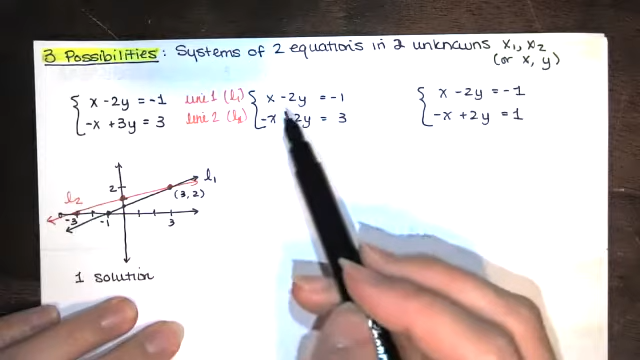 3 Possibilities: Systems of 2 equations in 2 unknowns x₁, x₂
(or x, y)
x - 2y = -1
-x + 3y = 3
line 1 (l₁)
line 2 (l₂)
x - 2y = -1
-x 2y = 3
x - 2y = -1
-x + 2y = 1
l₂
2
l₁
(3, 2)
-3
-1
3
1 solution